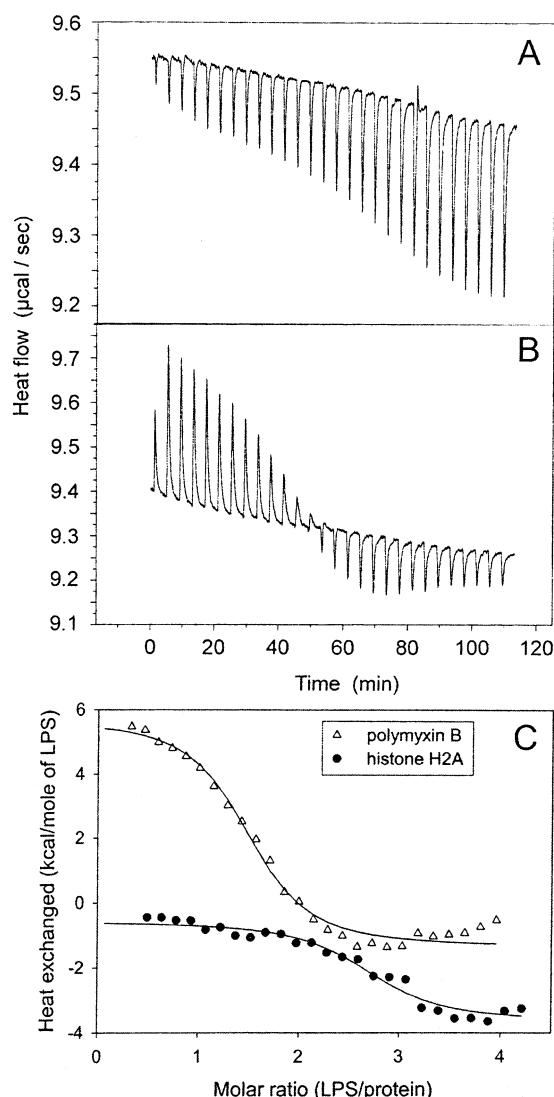 A
9.6
9.5
9.4
9.3
9.2
B
9.7
9.6
9.5
9.4
9.3
9.2
9.1
Heat flow (µcal / sec)
0 20 40 60 80 100 120
Time (min)
C
6
4
2
0
-2
-4
polymyxin B
histone H2A
Heat exchanged (kcal/mole of LPS)
0 1 2 3 4
Molar ratio (LPS/protein)